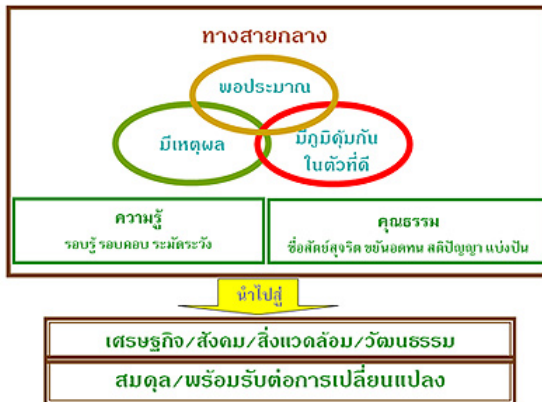 ทางสายกลาง
พอประมาณ
มีเหตุผล
มีภูมิคุ้มกัน
ในตัวที่ดี
ความรู้
รอบรู้ รอบคอบ ระมัดระวัง
คุณธรรม
ซื่อสัตย์สุจริต ขยันอดทน สติปัญญา แบ่งปัน
นำไปสู่
เศรษฐกิจ/สังคม/สิ่งแวดล้อม/วัฒนธรรม
สมดุล/พร้อมรับต่อการเปลี่ยนแปลง